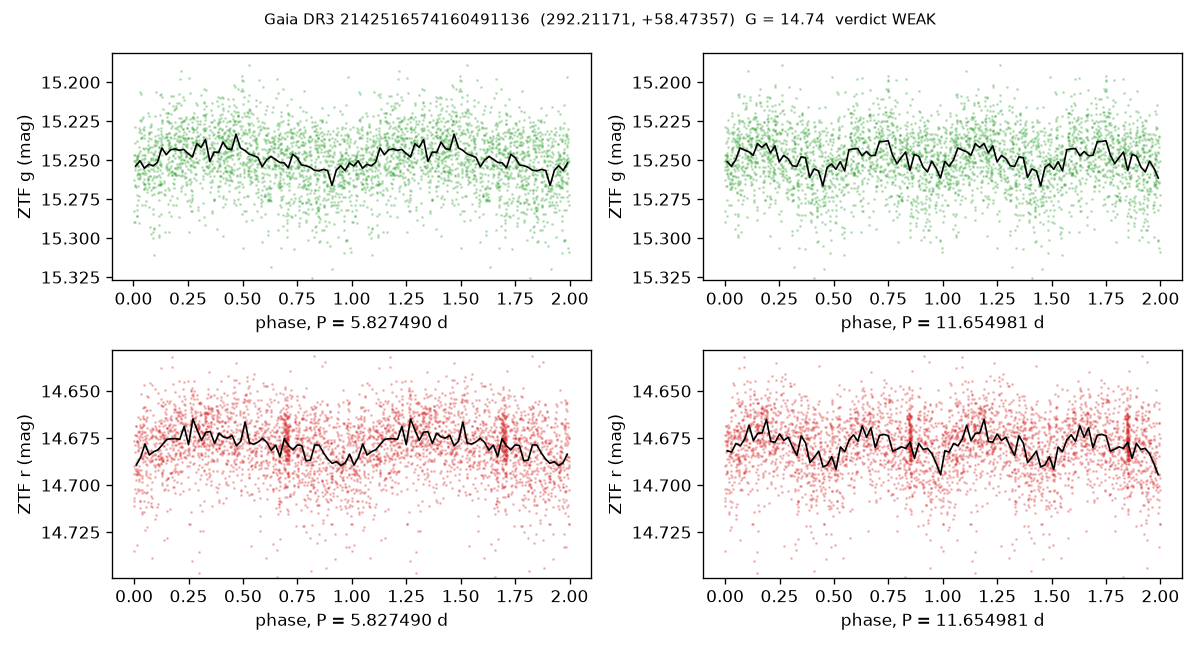 Gaia DR3 2142516574160491136 (292.21171, +58.47357) G = 14.74 verdict WEAK
ZTF g (mag)
15.200
15.225
15.250
15.275
15.300
15.325
0.00 0.25 0.50 0.75 1.00 1.25 1.50 1.75 2.00
phase, P = 5.827490 d
ZTF g (mag)
15.200
15.225
15.250
15.275
15.300
15.325
0.00 0.25 0.50 0.75 1.00 1.25 1.50 1.75 2.00
phase, P = 11.654981 d
ZTF r (mag)
14.650
14.675
14.700
14.725
0.00 0.25 0.50 0.75 1.00 1.25 1.50 1.75 2.00
phase, P = 5.827490 d
ZTF r (mag)
14.650
14.675
14.700
14.725
0.00 0.25 0.50 0.75 1.00 1.25 1.50 1.75 2.00
phase, P = 11.654981 d